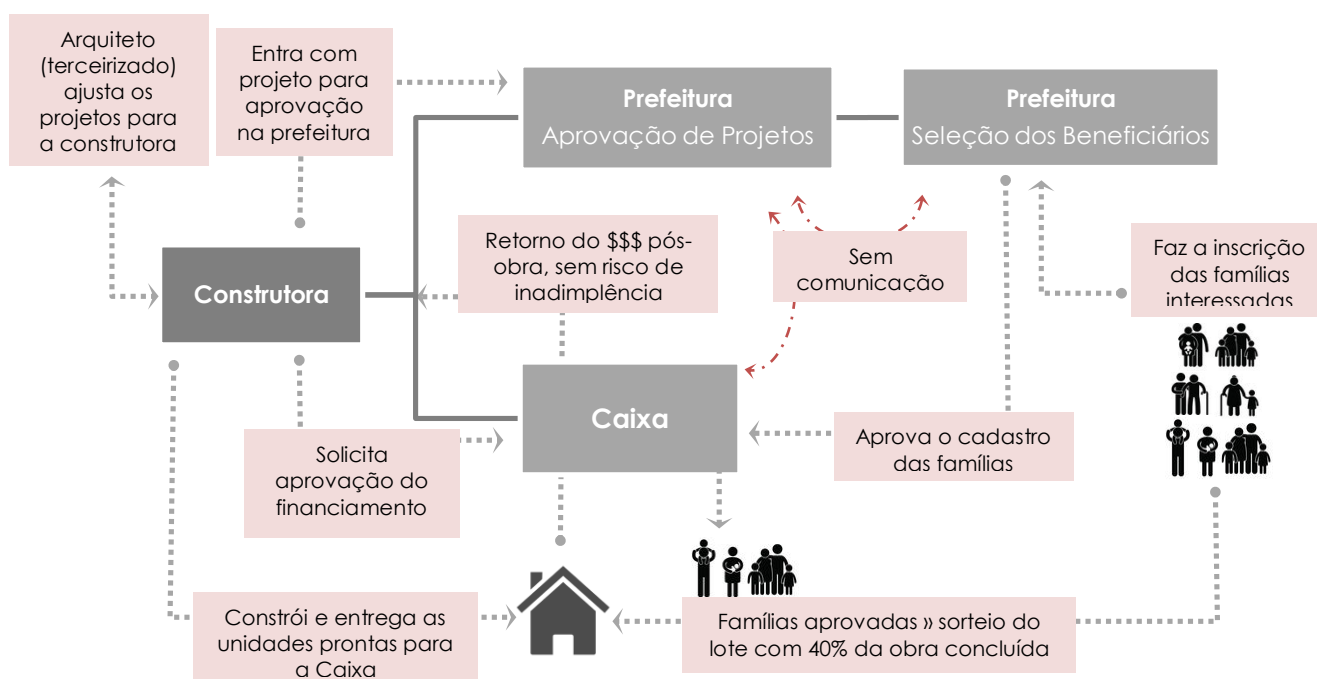 Arquiteto
(terceirizado)
ajusta os
projetos para
a construtora
Entra com
projeto para
aprovação
na prefeitura
Prefeitura
Aprovação de Projetos
Prefeitura
Seleção dos Beneficiários
Retorno do $$$ pós-
obra, sem risco de
inadimplência
Sem
comunicação
Faz a inscrição
das famílias
interessadas
Construtora
Caixa
Solicita
aprovação do
financiamento
Aprova o cadastro
das famílias
Constrói e entrega as
unidades prontas para
a Caixa
Famílias aprovadas » sorteio do
lote com 40% da obra concluída